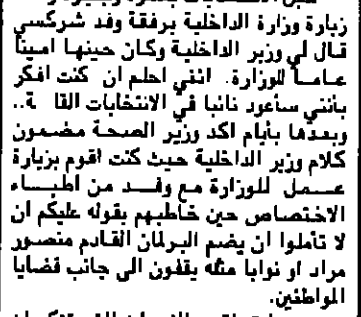 زيارة وزارة الداخلية برفقة وفد شركسي
قال لي وزير الداخلية وكان حينها امينا
عاماً للوزارة. انني احلم ان كنت افكر
بأنني سأعود نائبا في الانتخابات القا ة..
وبعدها بأيام اكد وزير الصحة مضمون
كلام وزير الداخلية حيث كنت اقوم بزيارة
عمل للوزارة مع وفد من اطباء
الاختصاص حين خاطبهم بقوله عليكم ان
لا تأملوا ان يضم البرلمان القادم منصور
مراد او نوابا مثله يقفون الى جانب قضايا
المواطنين.